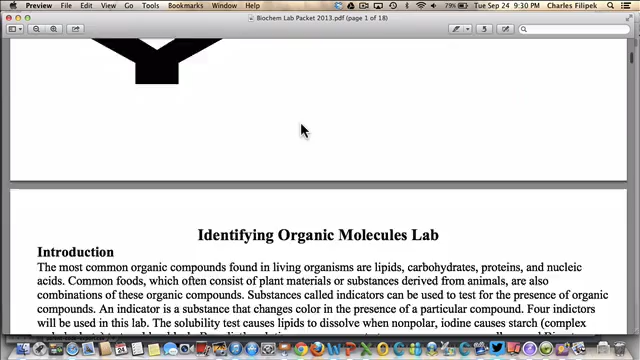 Preview File Edit View Go Tools Bookmarks Window Help 79% Tue Sep 24 9:30 PM Charles Filipek
Biochem Lab Packet 2013.pdf (page 1 of 18)
Identifying Organic Molecules Lab
Introduction
The most common organic compounds found in living organisms are lipids, carbohydrates, proteins, and nucleic
acids. Common foods, which often consist of plant materials or substances derived from animals, are also
combinations of these organic compounds. Substances called indicators can be used to test for the presence of organic
compounds. An indicator is a substance that changes color in the presence of a particular compound. Four indictors
will be used in this lab. The solubility test causes lipids to dissolve when nonpolar, iodine causes starch (complex